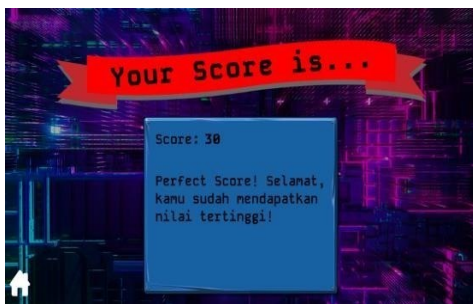 Your Score is...
Score: 30
Perfect Score! Selamat,
kamu sudah mendapatkan
nilai tertinggi!